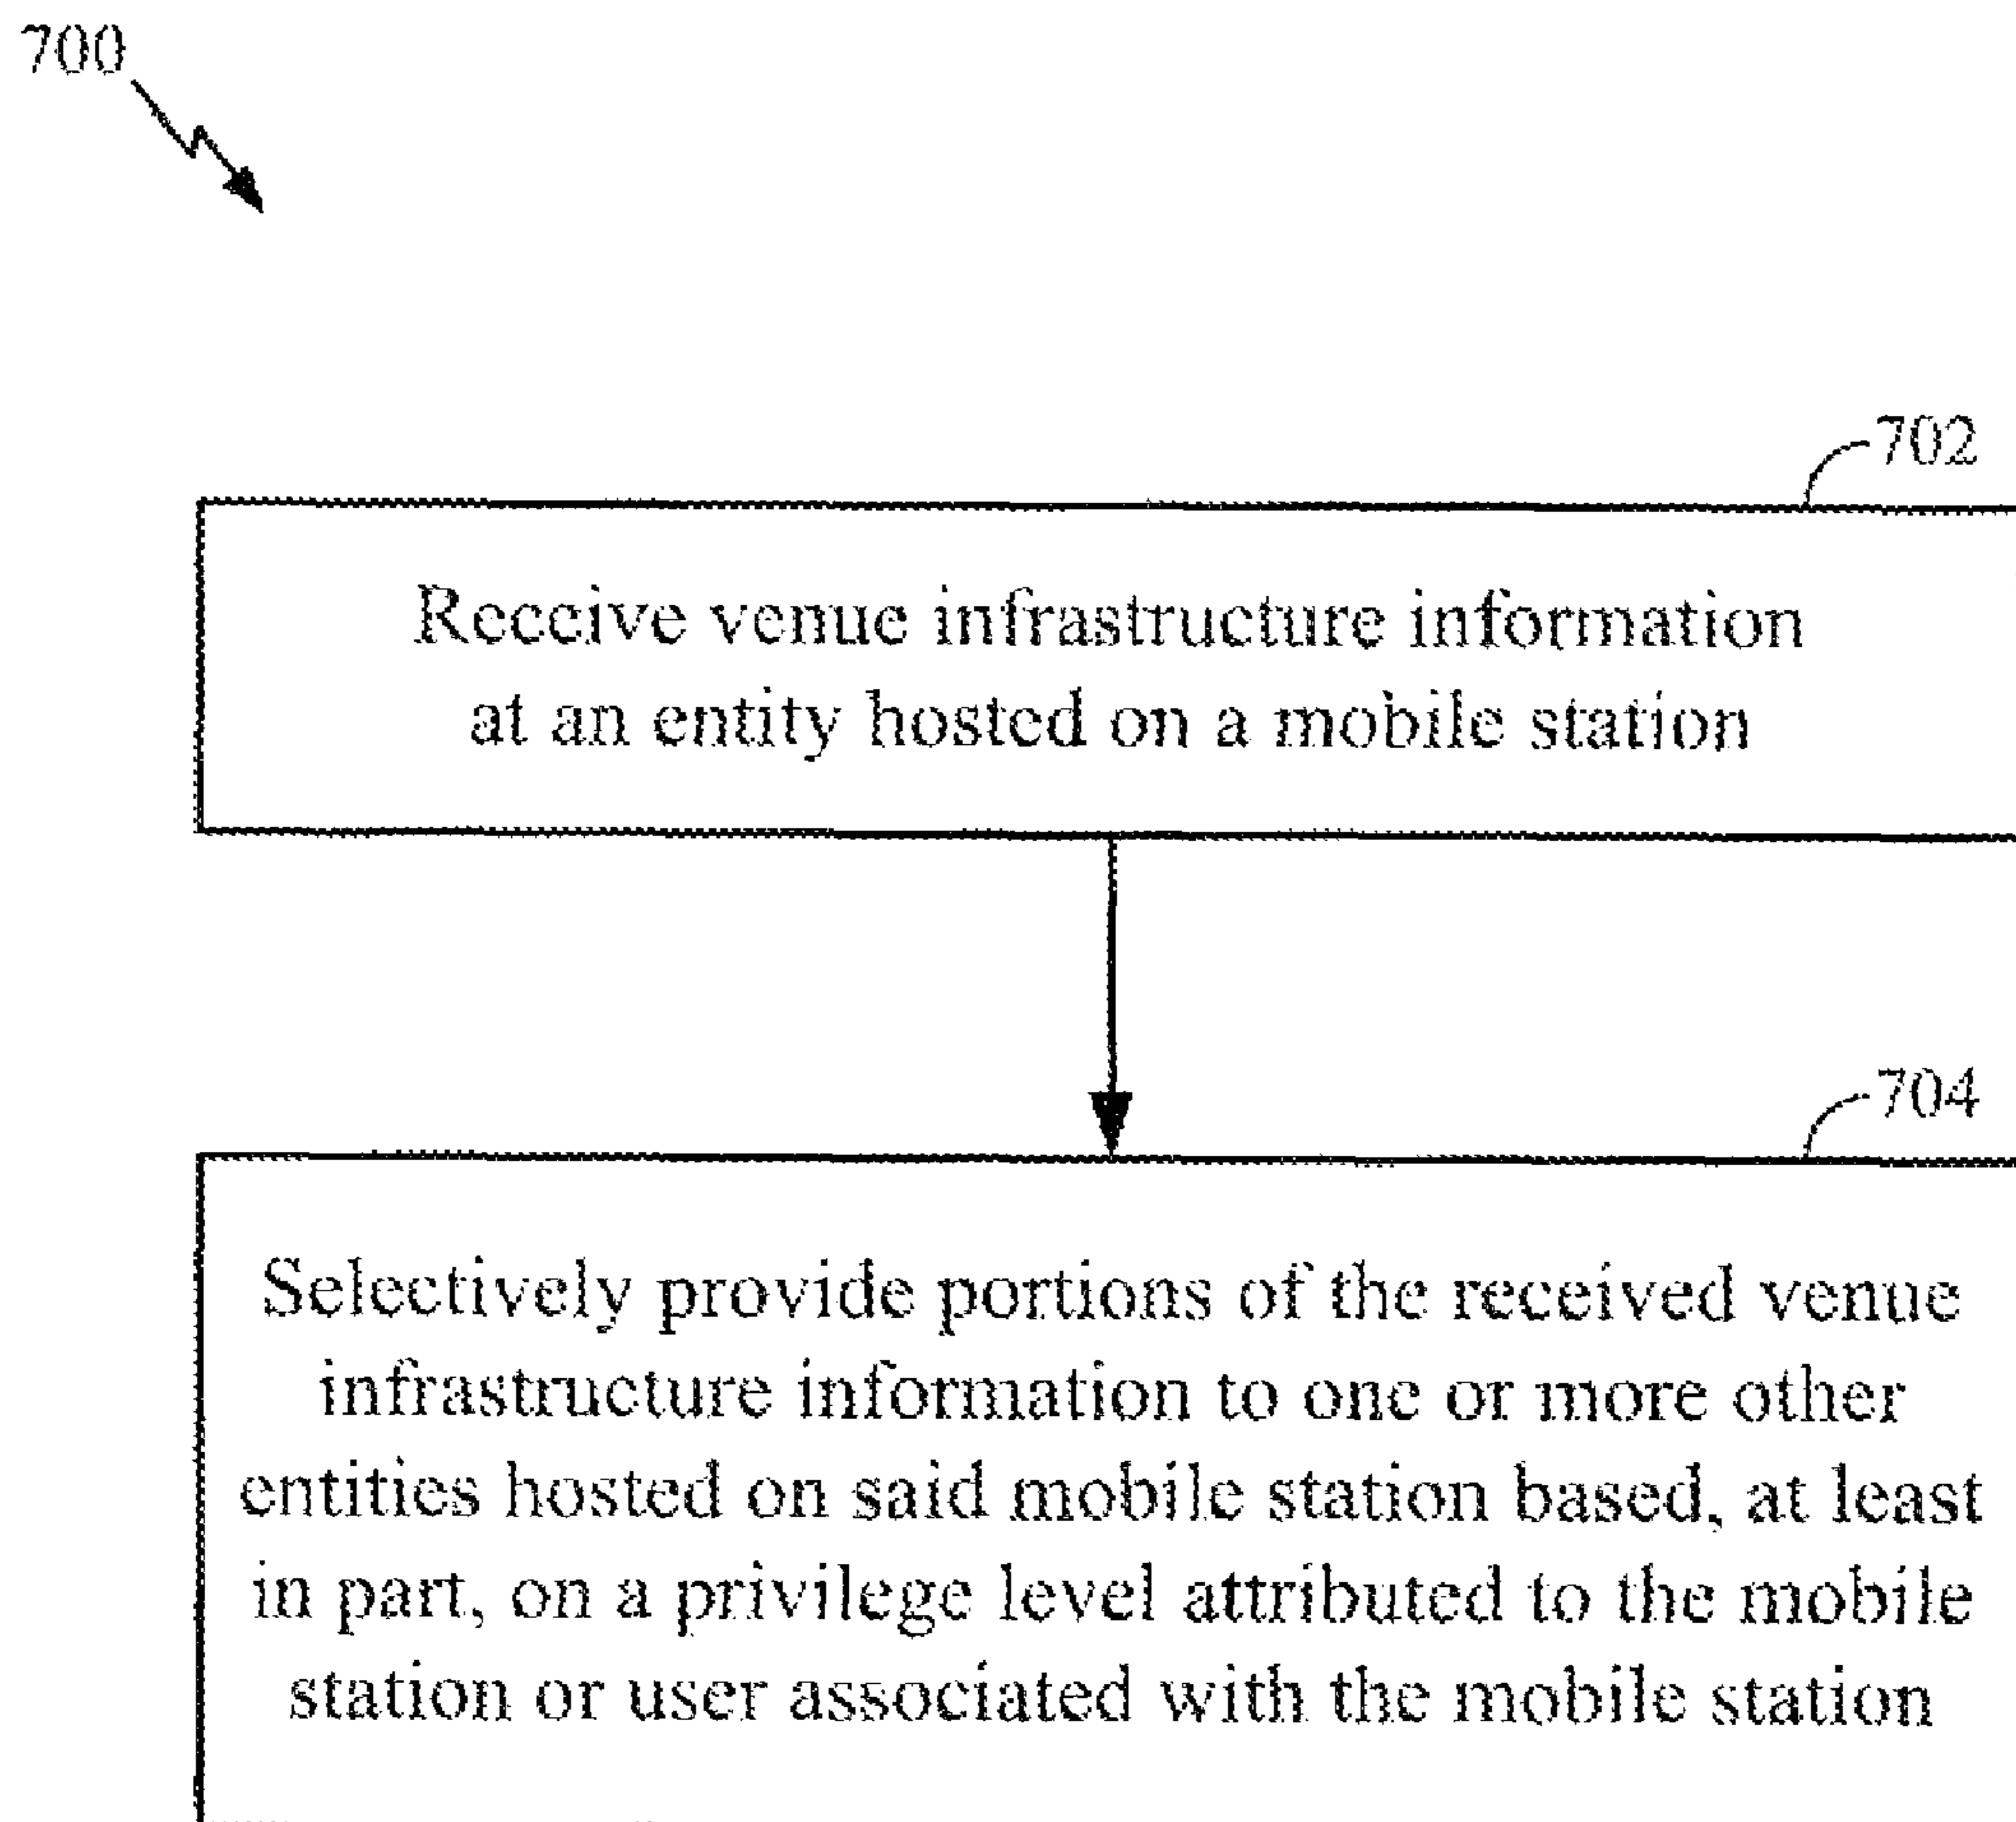 700
702
Receive venue infrastructure information
at an entity hosted on a mobile station
704
Selectively provide portions of the received venue
infrastructure information to one or more other
entities hosted on said mobile station based, at least
in part, on a privilege level attributed to the mobile
station or user associated with the mobile station